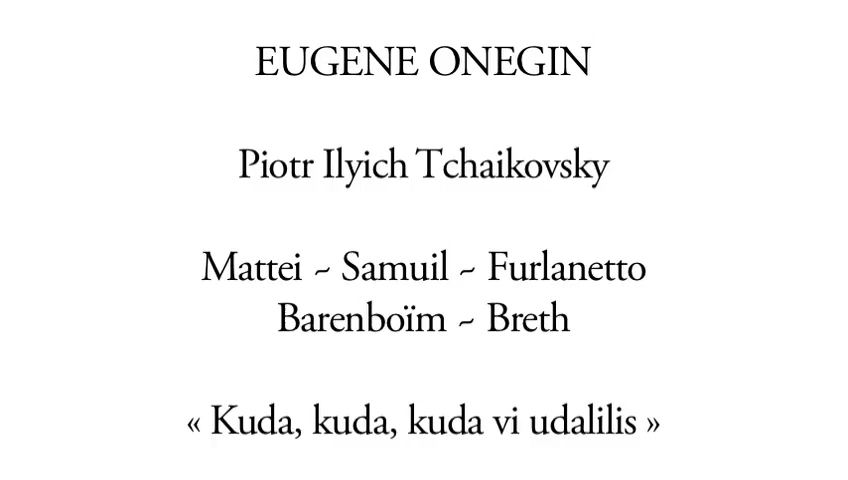 EUGENE ONEGIN
Piotr Ilyich Tchaikovsky
Mattei ~ Samuil ~ Furlanetto
Barenboïm ~ Breth
« Kuda, kuda, kuda vi udalilis »